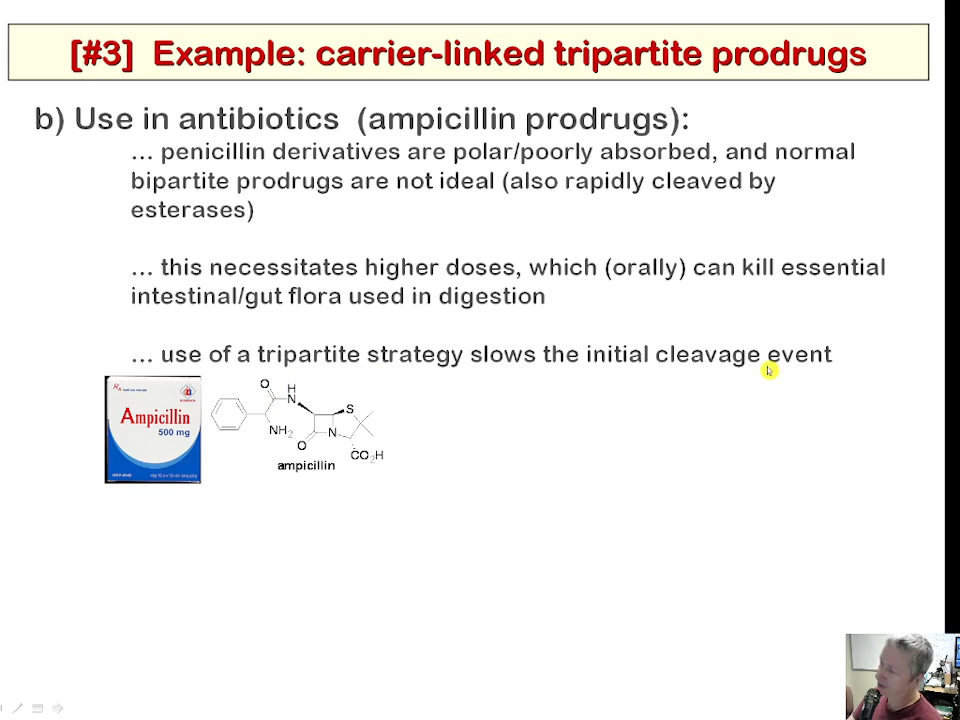 [#3] Example: carrier-linked tripartite prodrugs
b) Use in antibiotics (ampicillin prodrugs):
... penicillin derivatives are polar/poorly absorbed, and normal
bipartite prodrugs are not ideal (also rapidly cleaved by
esterases)
... this necessitates higher doses, which (orally) can kill essential
intestinal/gut flora used in digestion
... use of a tripartite strategy slows the initial cleavage event
Rx
Ampicillin
500 mg
O
H
N
S
NH2
N
O
CO2H
ampicillin